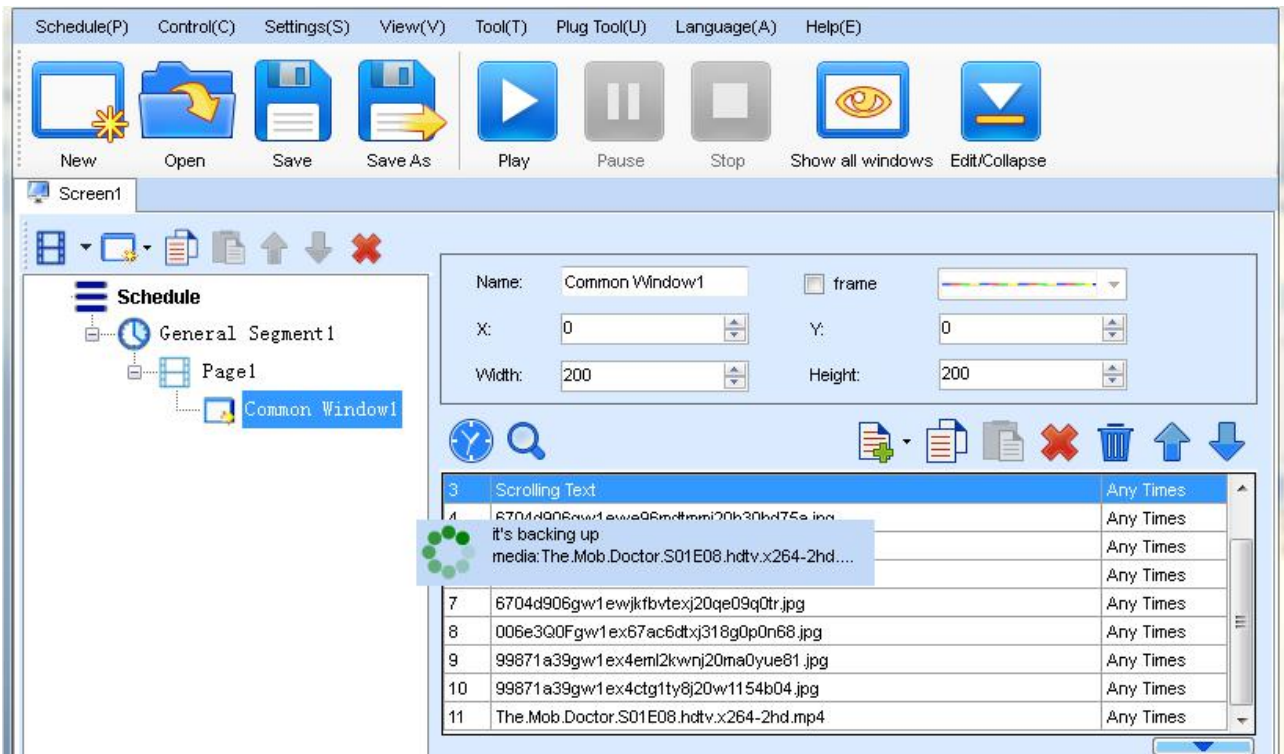 Schedule(P) Control(C) Settings(S) View(V) Tool(T) Plug Tool(U) Language(A) Help(E)
New Open Save Save As Play Pause Stop Show all windows Edit/Collapse
Screen1
Schedule
General Segment1
Page1
Common Window1
Name: Common Window1 frame
X: 0 Y: 0
Width: 200 Height: 200
3 Scrolling Text Any Times
4 Any Times
it's backing up
media:The.Mob.Doctor.S01E08.hdtv.x264-2hd....
Any Times
Any Times
7 6704d906gw1ewjkfbvtexj20qe09q0tr.jpg Any Times
8 006e3Q0Fgw1ex67ac6dtxj318g0p0n68.jpg Any Times
9 99871a39gw1ex4eml2kwnj20ma0yue81.jpg Any Times
10 99871a39gw1ex4ctg1ty8j20w1154b04.jpg Any Times
11 The.Mob.Doctor.S01E08.hdtv.x264-2hd.mp4 Any Times